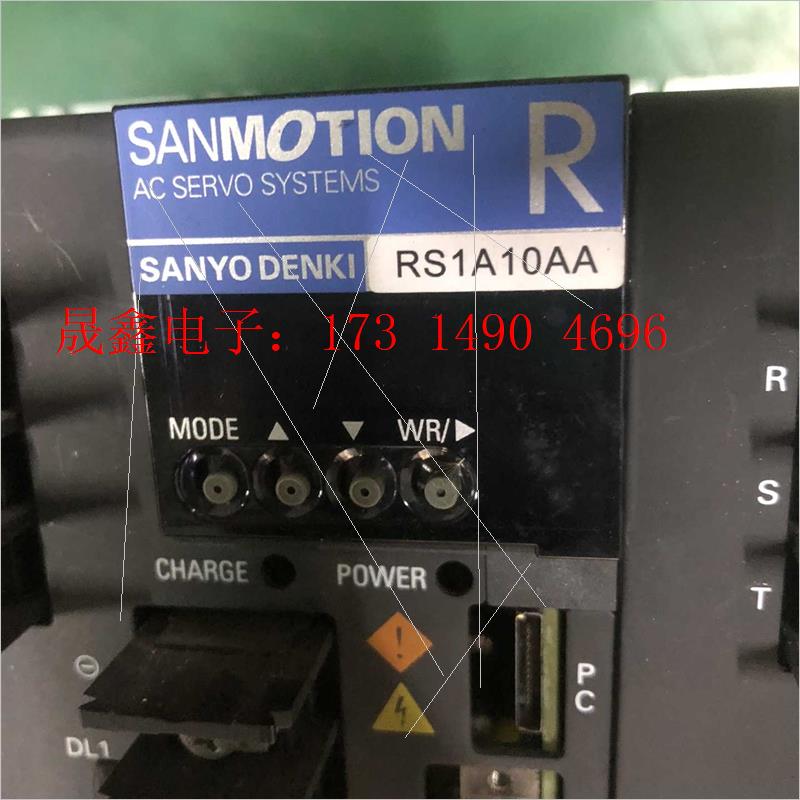 SANMOTION R
AC SERVO SYSTEMS
SANYO DENKI RS1A10AA
晟鑫电子：173 1490 4696
R
MODE ▲ ▼ WR/▶
S
CHARGE POWER
T
!
⊖
PC
DL1